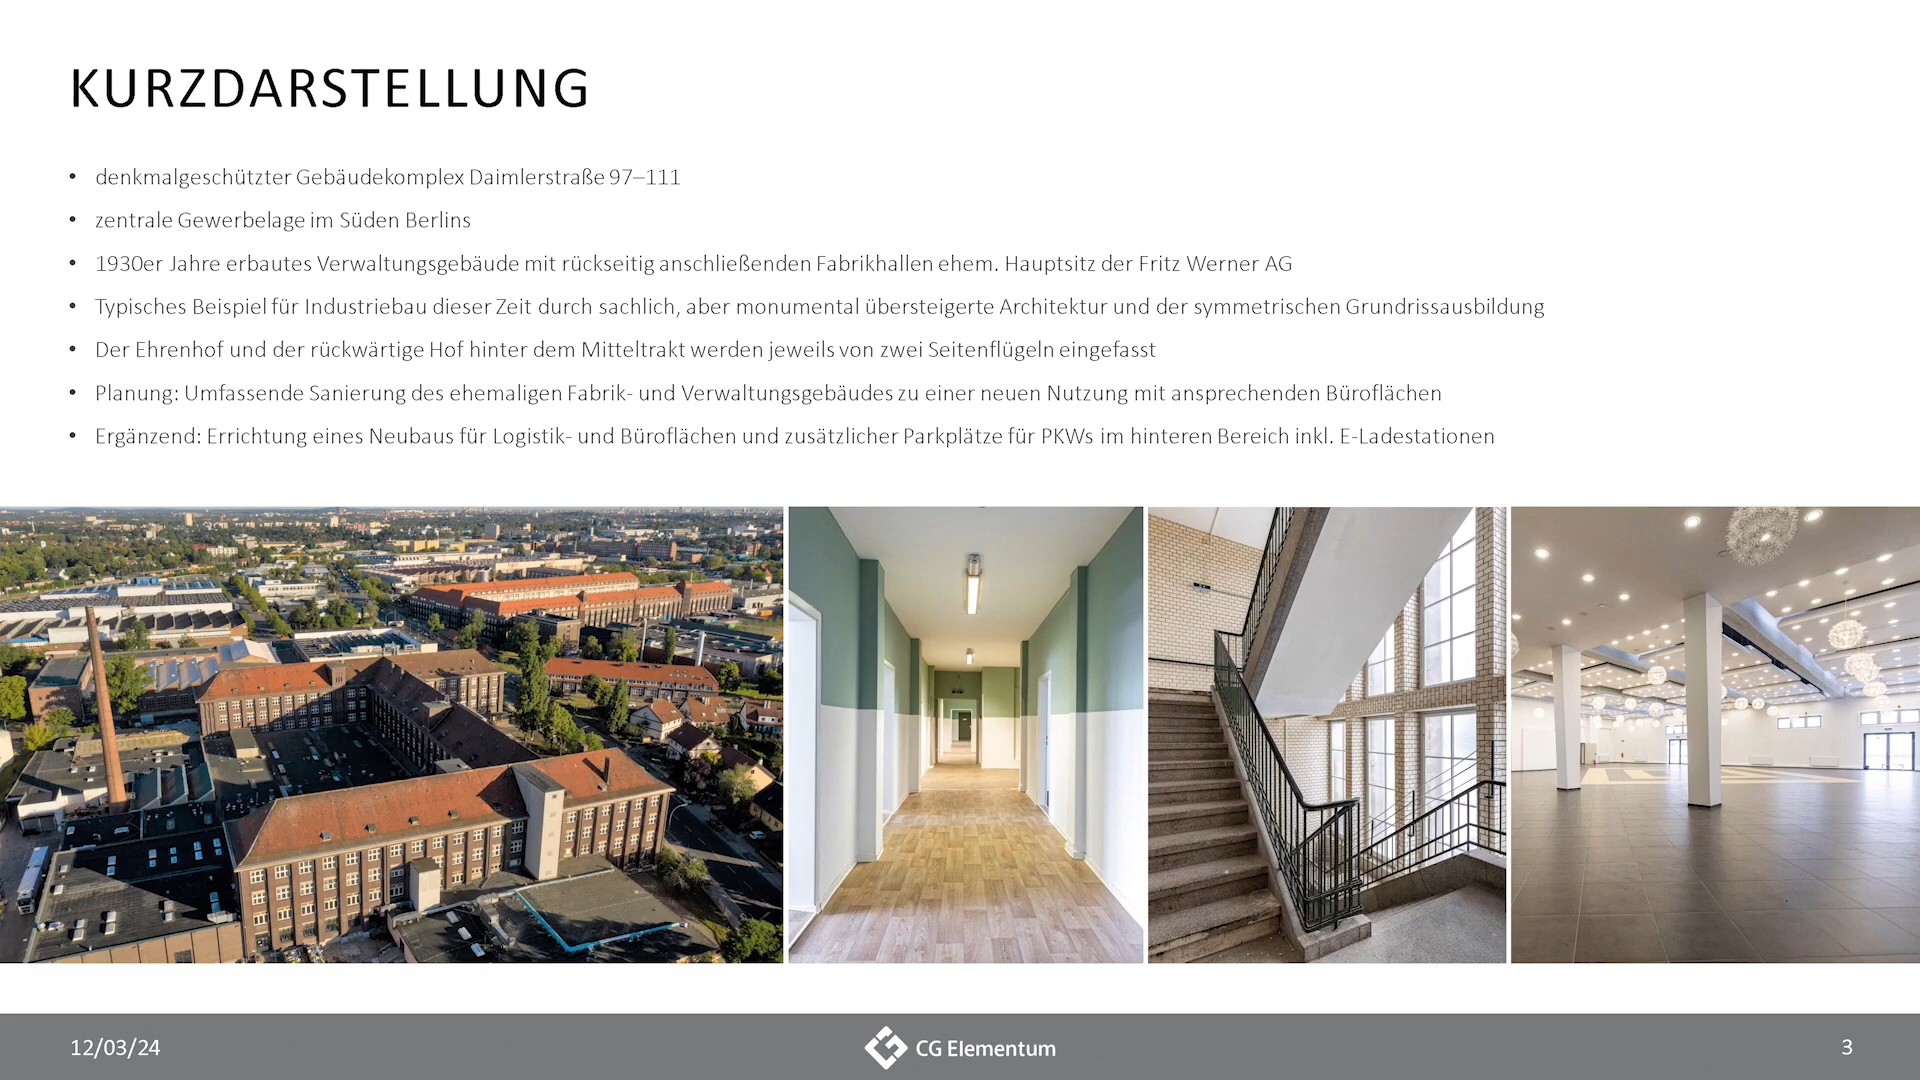 KURZDARSTELLUNG
• denkmalgeschützter Gebäudekomplex Daimlerstraße 97–111
• zentrale Gewerbelage im Süden Berlins
• 1930er Jahre erbautes Verwaltungsgebäude mit rückseitig anschließenden Fabrikhallen ehem. Hauptsitz der Fritz Werner AG
• Typisches Beispiel für Industriebau dieser Zeit durch sachlich, aber monumental übersteigerte Architektur und der symmetrischen Grundrissausbildung
• Der Ehrenhof und der rückwärtige Hof hinter dem Mitteltrakt werden jeweils von zwei Seitenflügeln eingefasst
• Planung: Umfassende Sanierung des ehemaligen Fabrik- und Verwaltungsgebäudes zu einer neuen Nutzung mit ansprechenden Büroflächen
• Ergänzend: Errichtung eines Neubaus für Logistik- und Büroflächen und zusätzlicher Parkplätze für PKWs im hinteren Bereich inkl. E-Ladestationen
12/03/24
CG Elementum
3